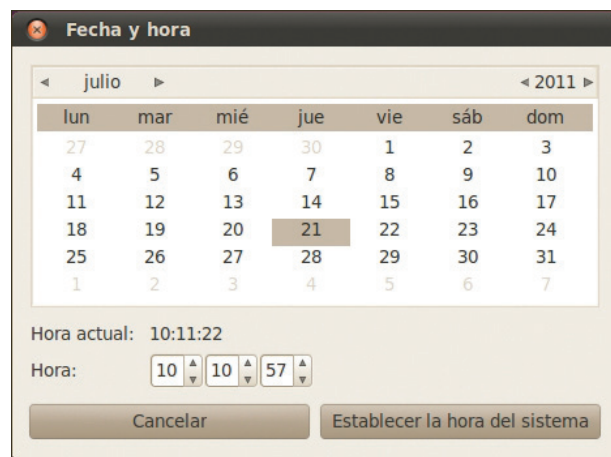 Fecha y hora
julio 2011
lun mar mié jue vie sáb dom
27 28 29 30 1 2 3
4 5 6 7 8 9 10
11 12 13 14 15 16 17
18 19 20 21 22 23 24
25 26 27 28 29 30 31
1 2 3 4 5 6 7
Hora actual: 10:11:22
Hora: 10 10 57
Cancelar Establecer la hora del sistema